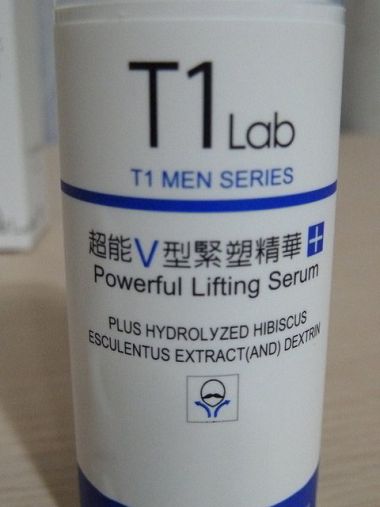 T1 Lab
T1 MEN SERIES
超能V型緊塑精華+
Powerful Lifting Serum
PLUS HYDROLYZED HIBISCUS
ESCULENTUS EXTRACT(AND) DEXTRIN